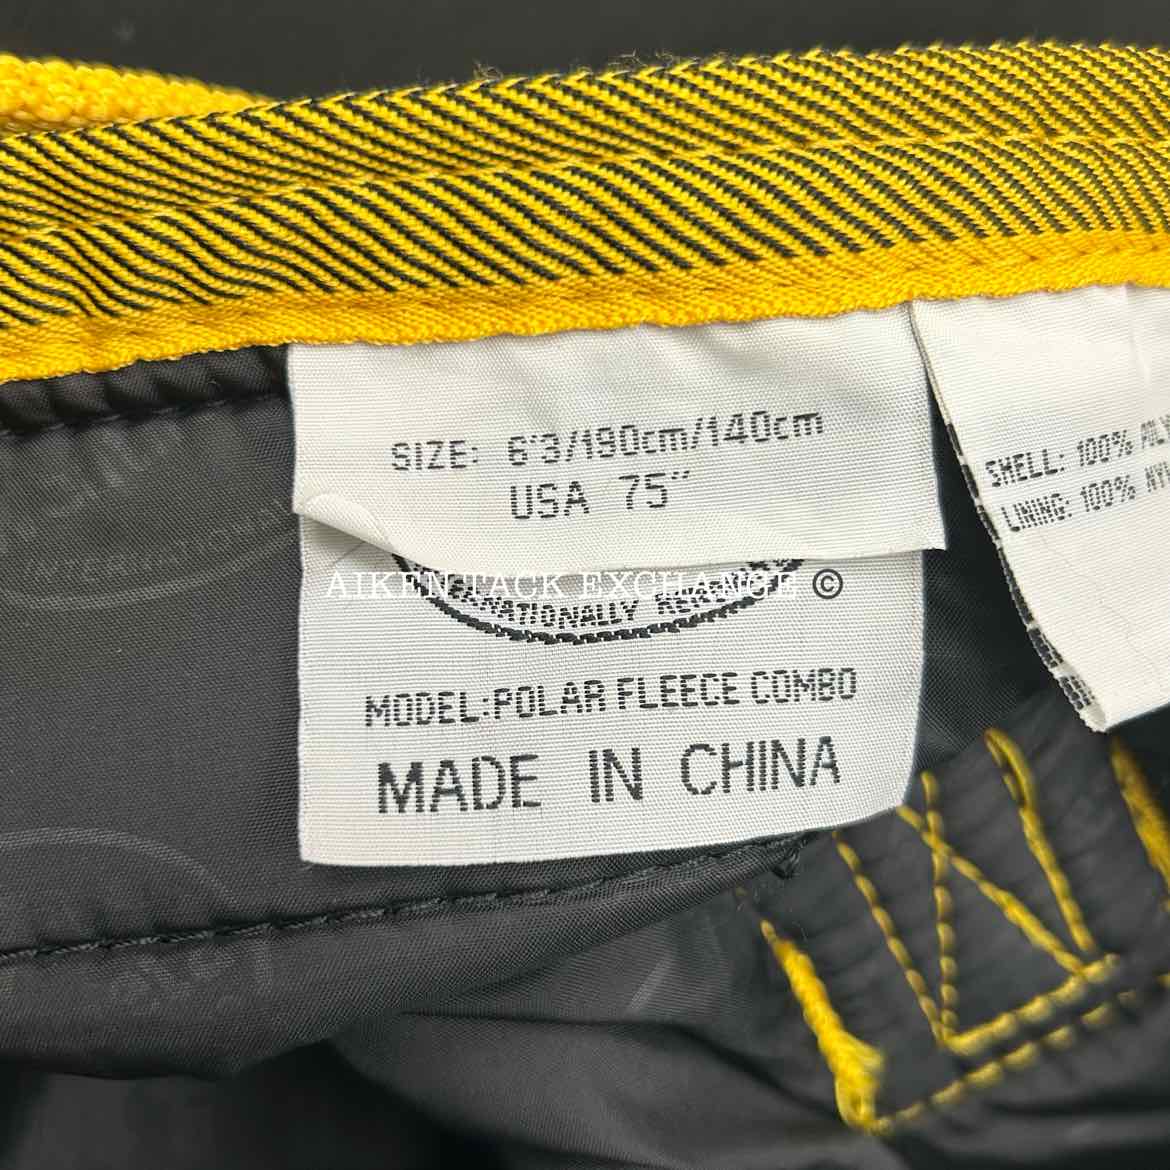 SIZE: 6'3/190cm/140cm
USA 75"
AIKEN TACK EXCHANGE ©
MODEL:POLAR FLEECE COMBO
MADE IN CHINA
SHELL: 100%
LINING: 100%